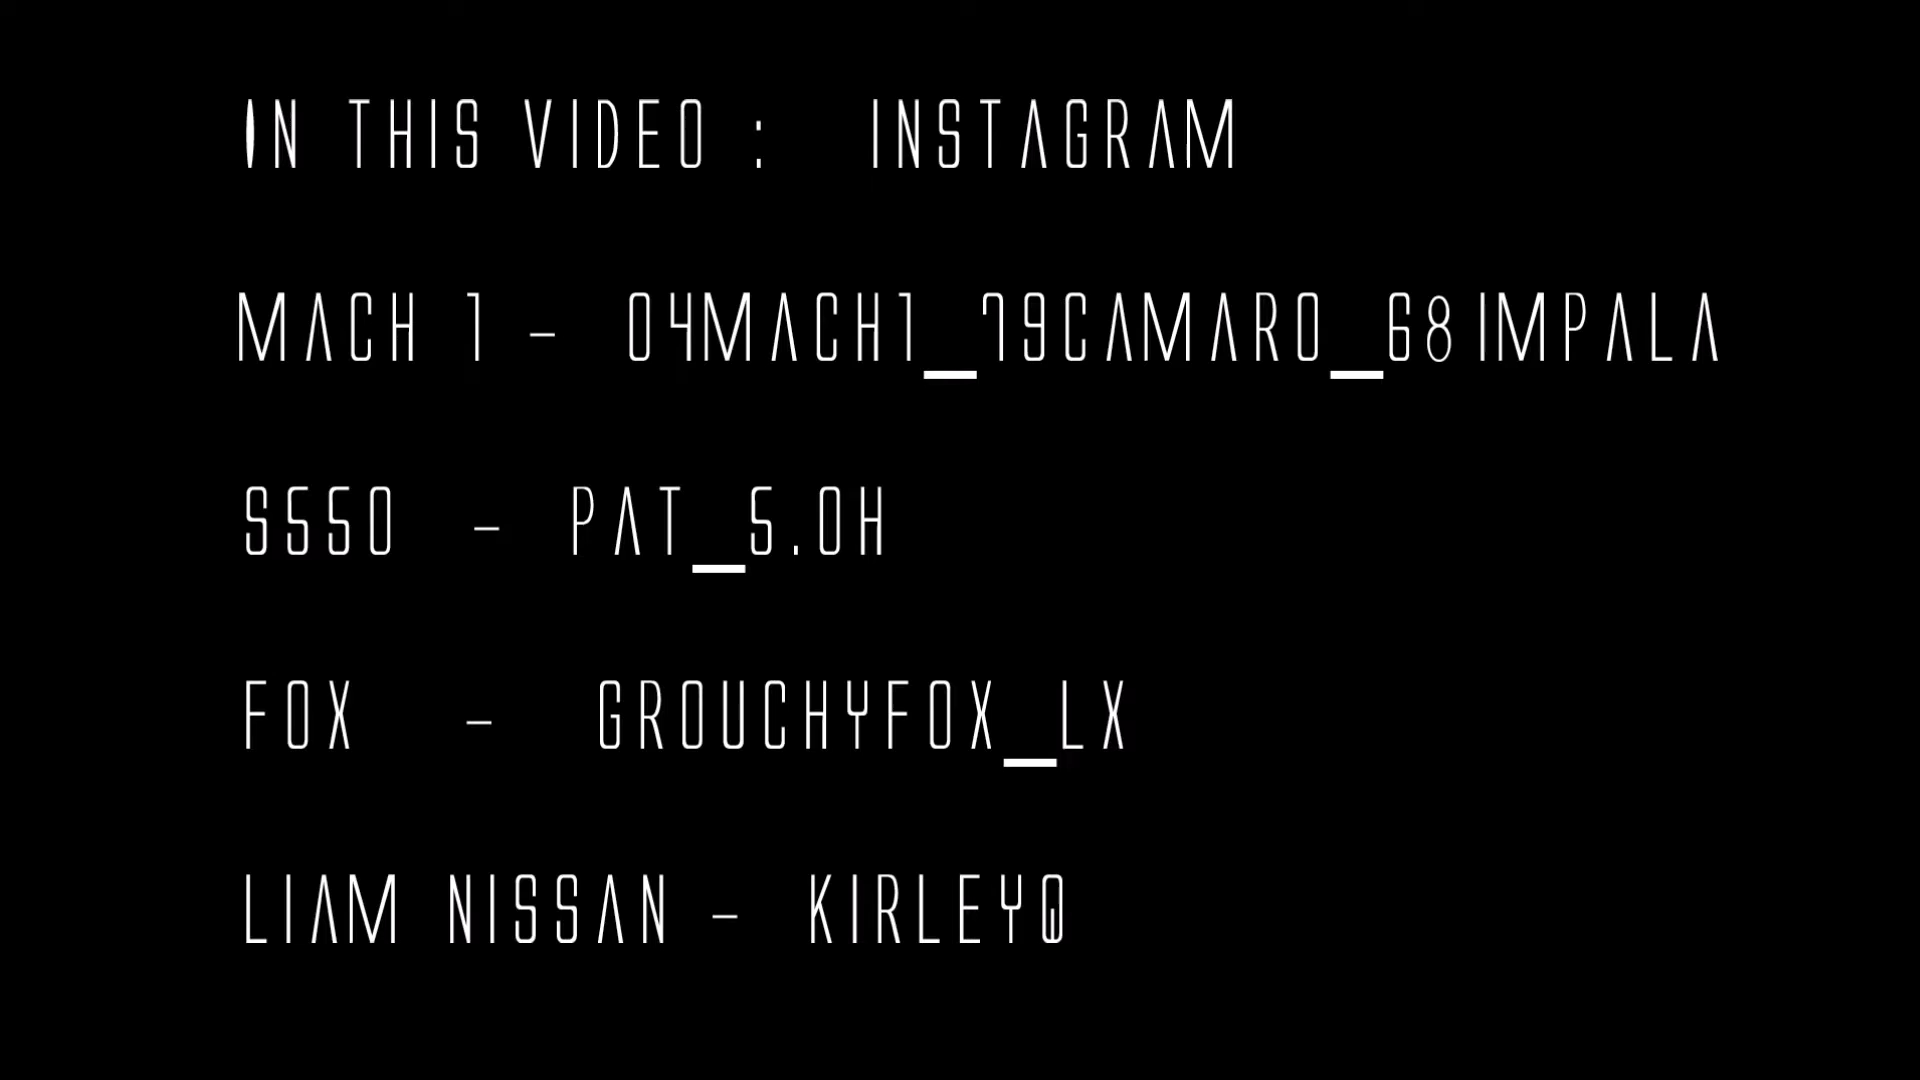 IN THIS VIDEO : INSTAGRAM
MACH 1 - 04MACH1_79CAMARO_68IMPALA
S550 - PAT_5.0H
FOX - GROUCHYFOX_LX
LIAM NISSAN - KIRLEYQ